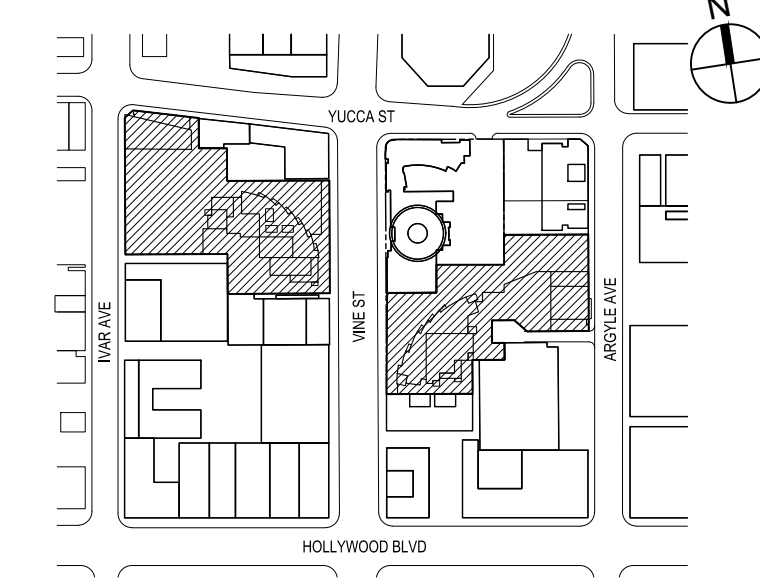 N
YUCCA ST
IVAR AVE
VINE ST
ARGYLE AVE
HOLLYWOOD BLVD